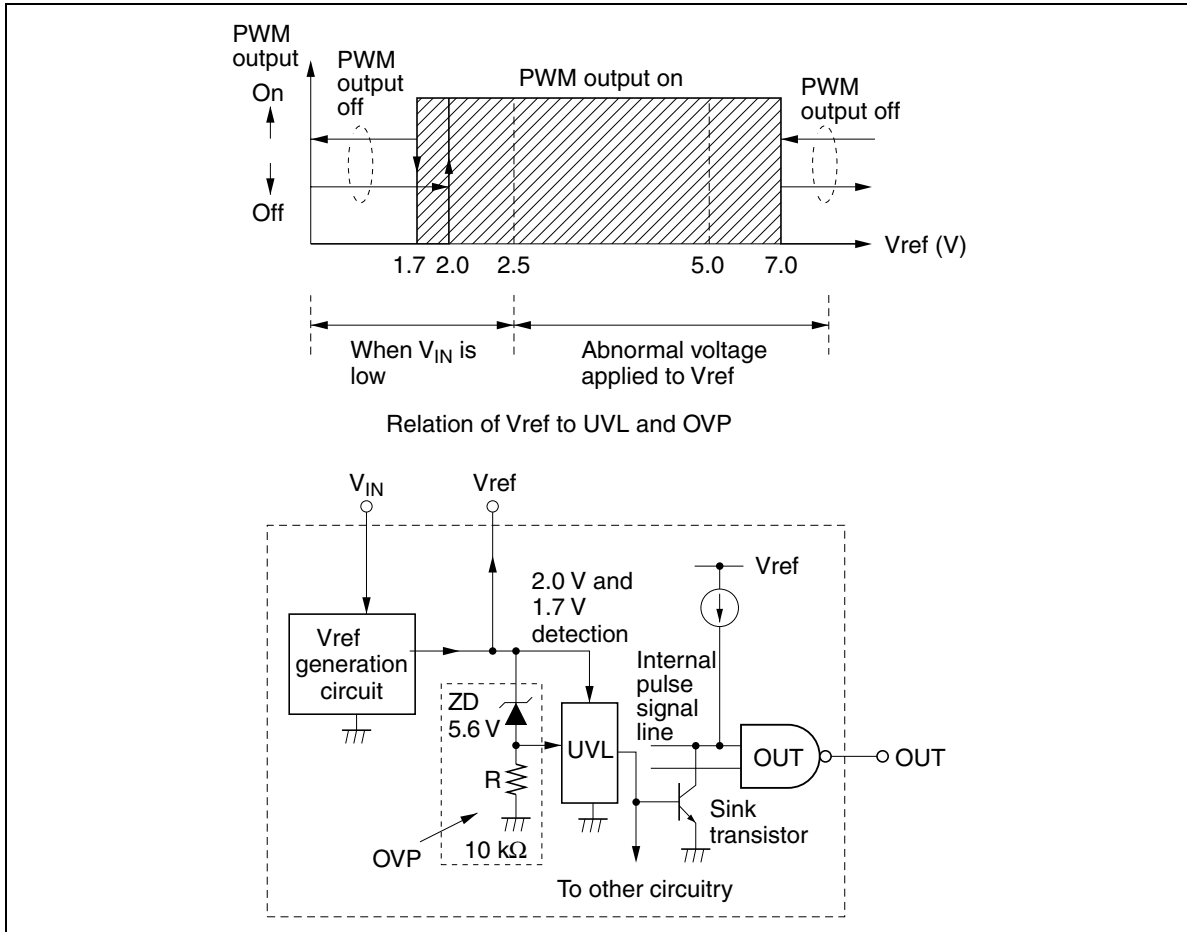 PWM
output
On
Off
PWM
output
off
PWM output on
PWM
output off
Vref (V)
1.7 2.0 2.5 5.0 7.0
When VIN is
low
Abnormal voltage
applied to Vref
Relation of Vref to UVL and OVP
VIN
Vref
Vref
generation
circuit
2.0 V and
1.7 V
detection
ZD
5.6 V
R
10 kΩ
OVP
UVL
Internal
pulse
signal
line
Vref
OUT
OUT
Sink
transistor
To other circuitry